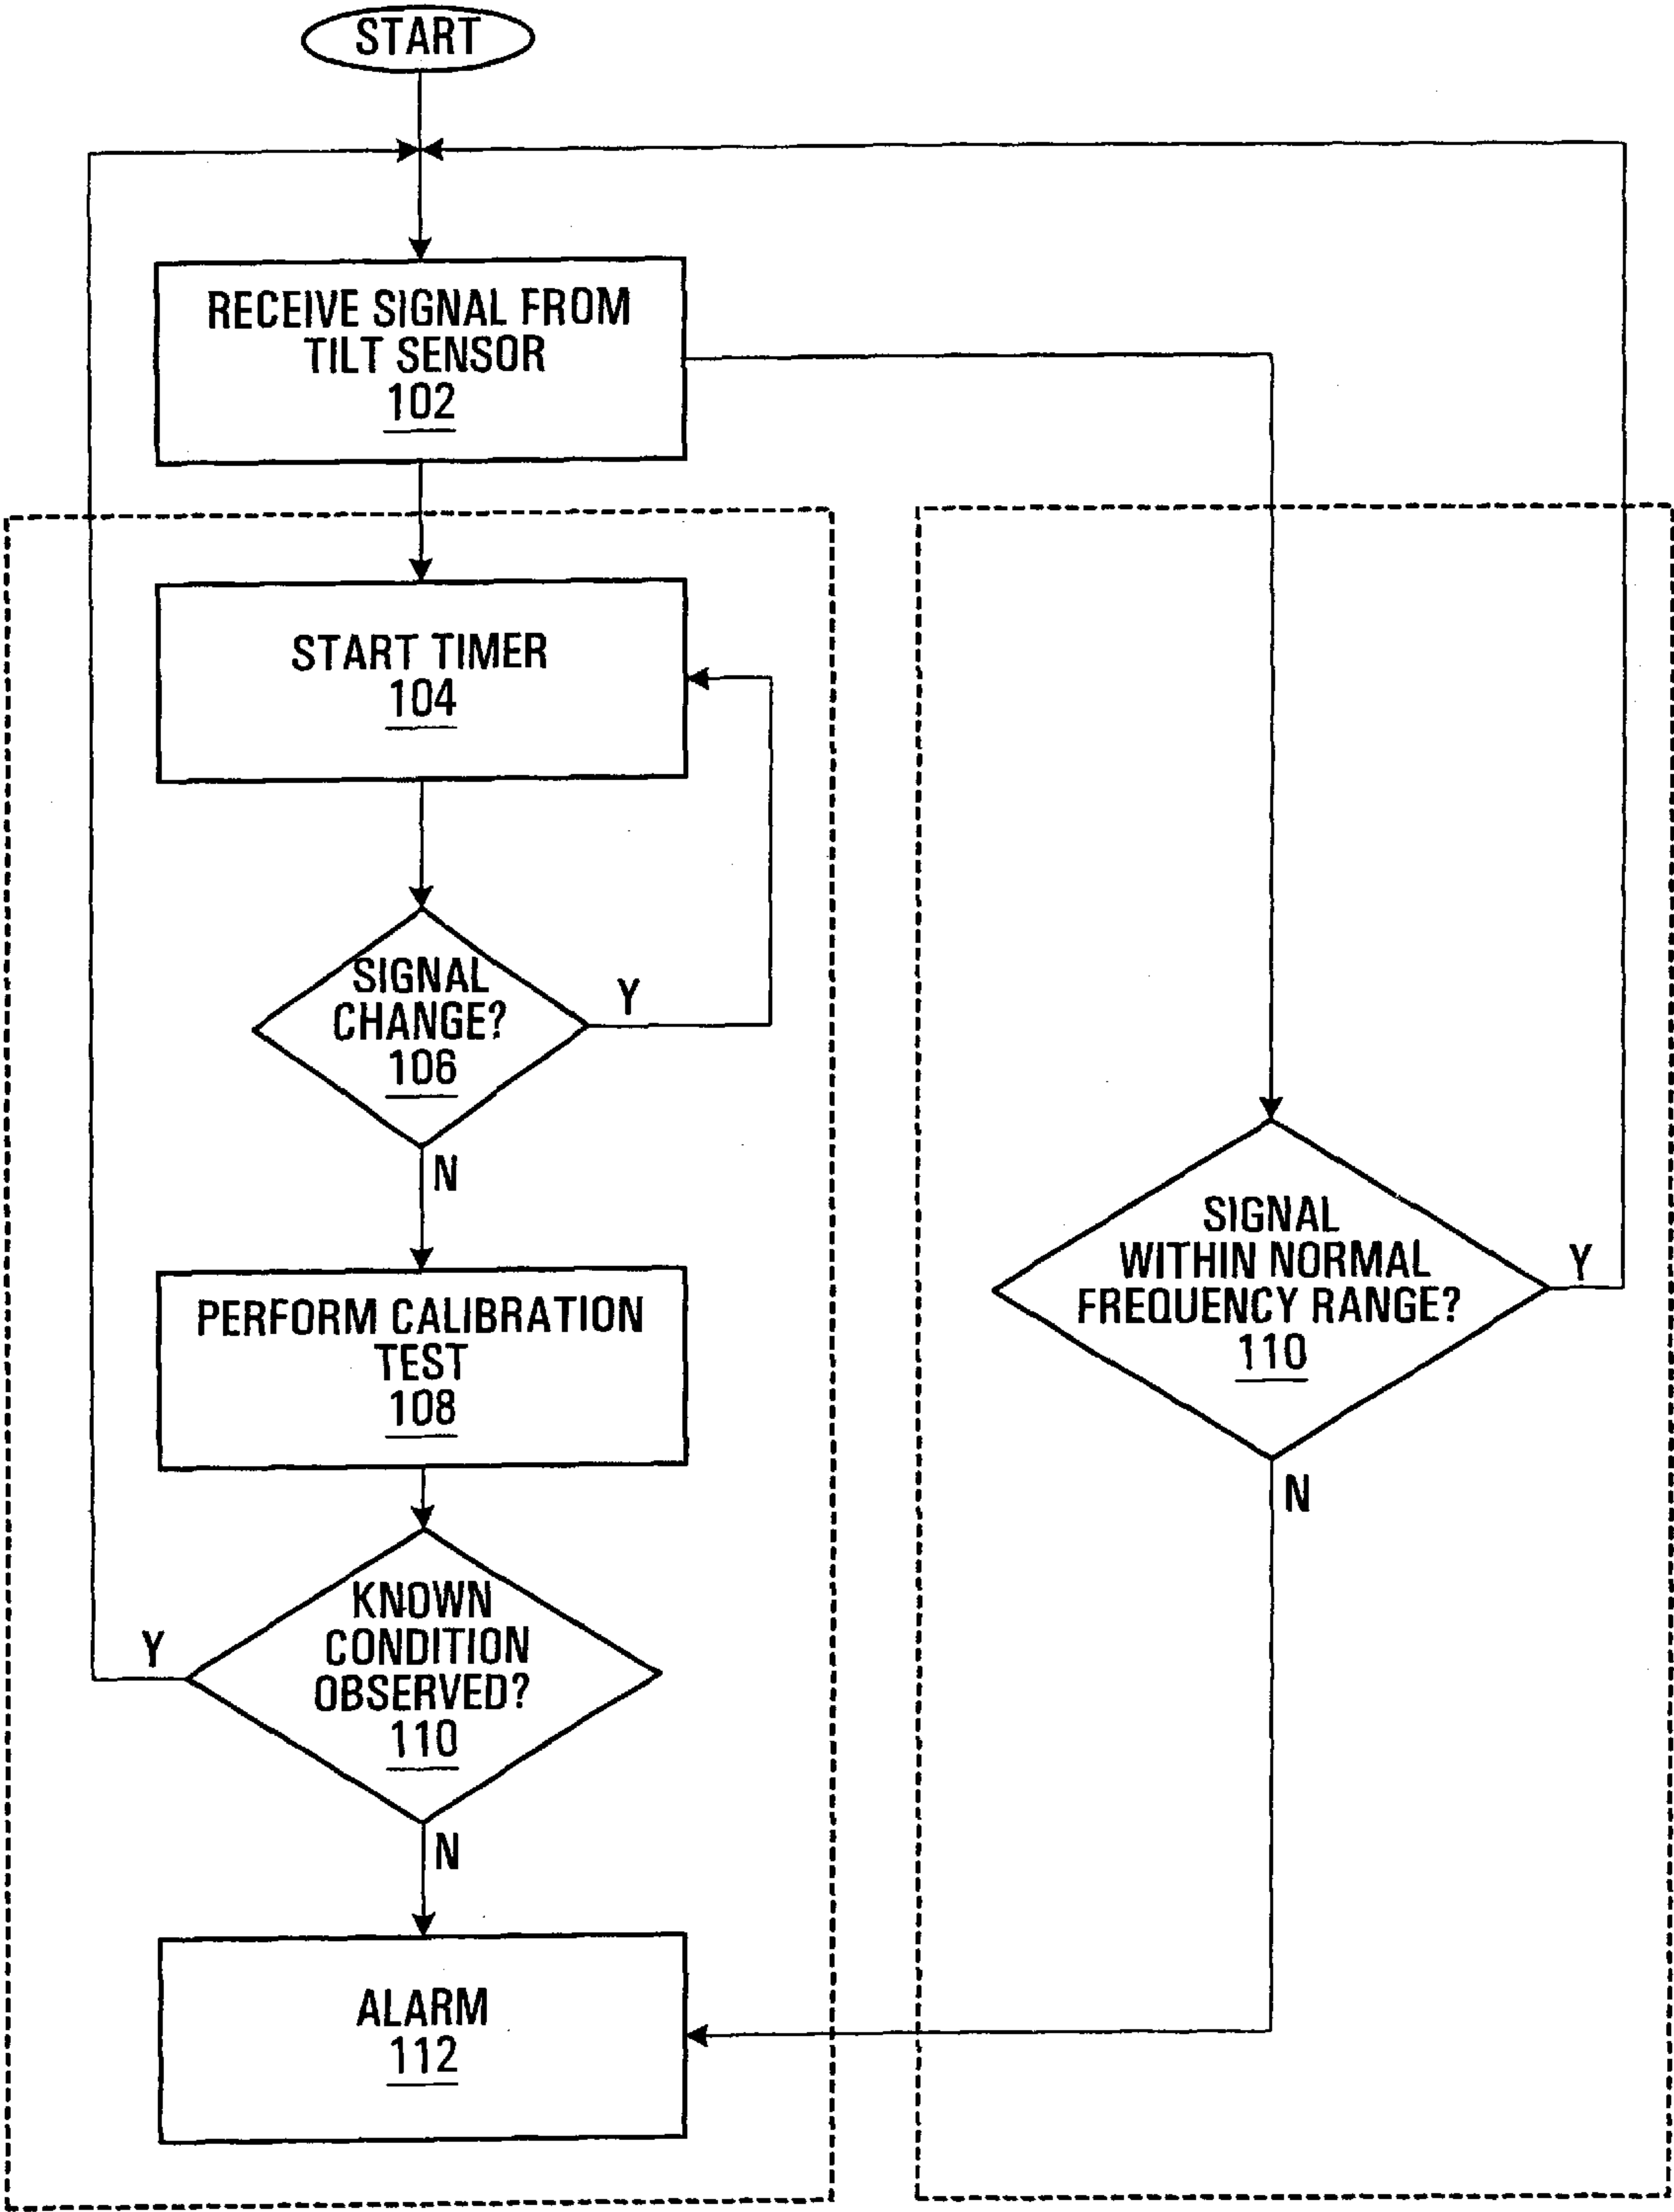 START
RECEIVE SIGNAL FROM
TILT SENSOR
102
START TIMER
104
SIGNAL
CHANGE?
106
Y
N
PERFORM CALIBRATION
TEST
108
KNOWN
CONDITION
OBSERVED?
110
Y
N
ALARM
112
SIGNAL
WITHIN NORMAL
FREQUENCY RANGE?
110
Y
N